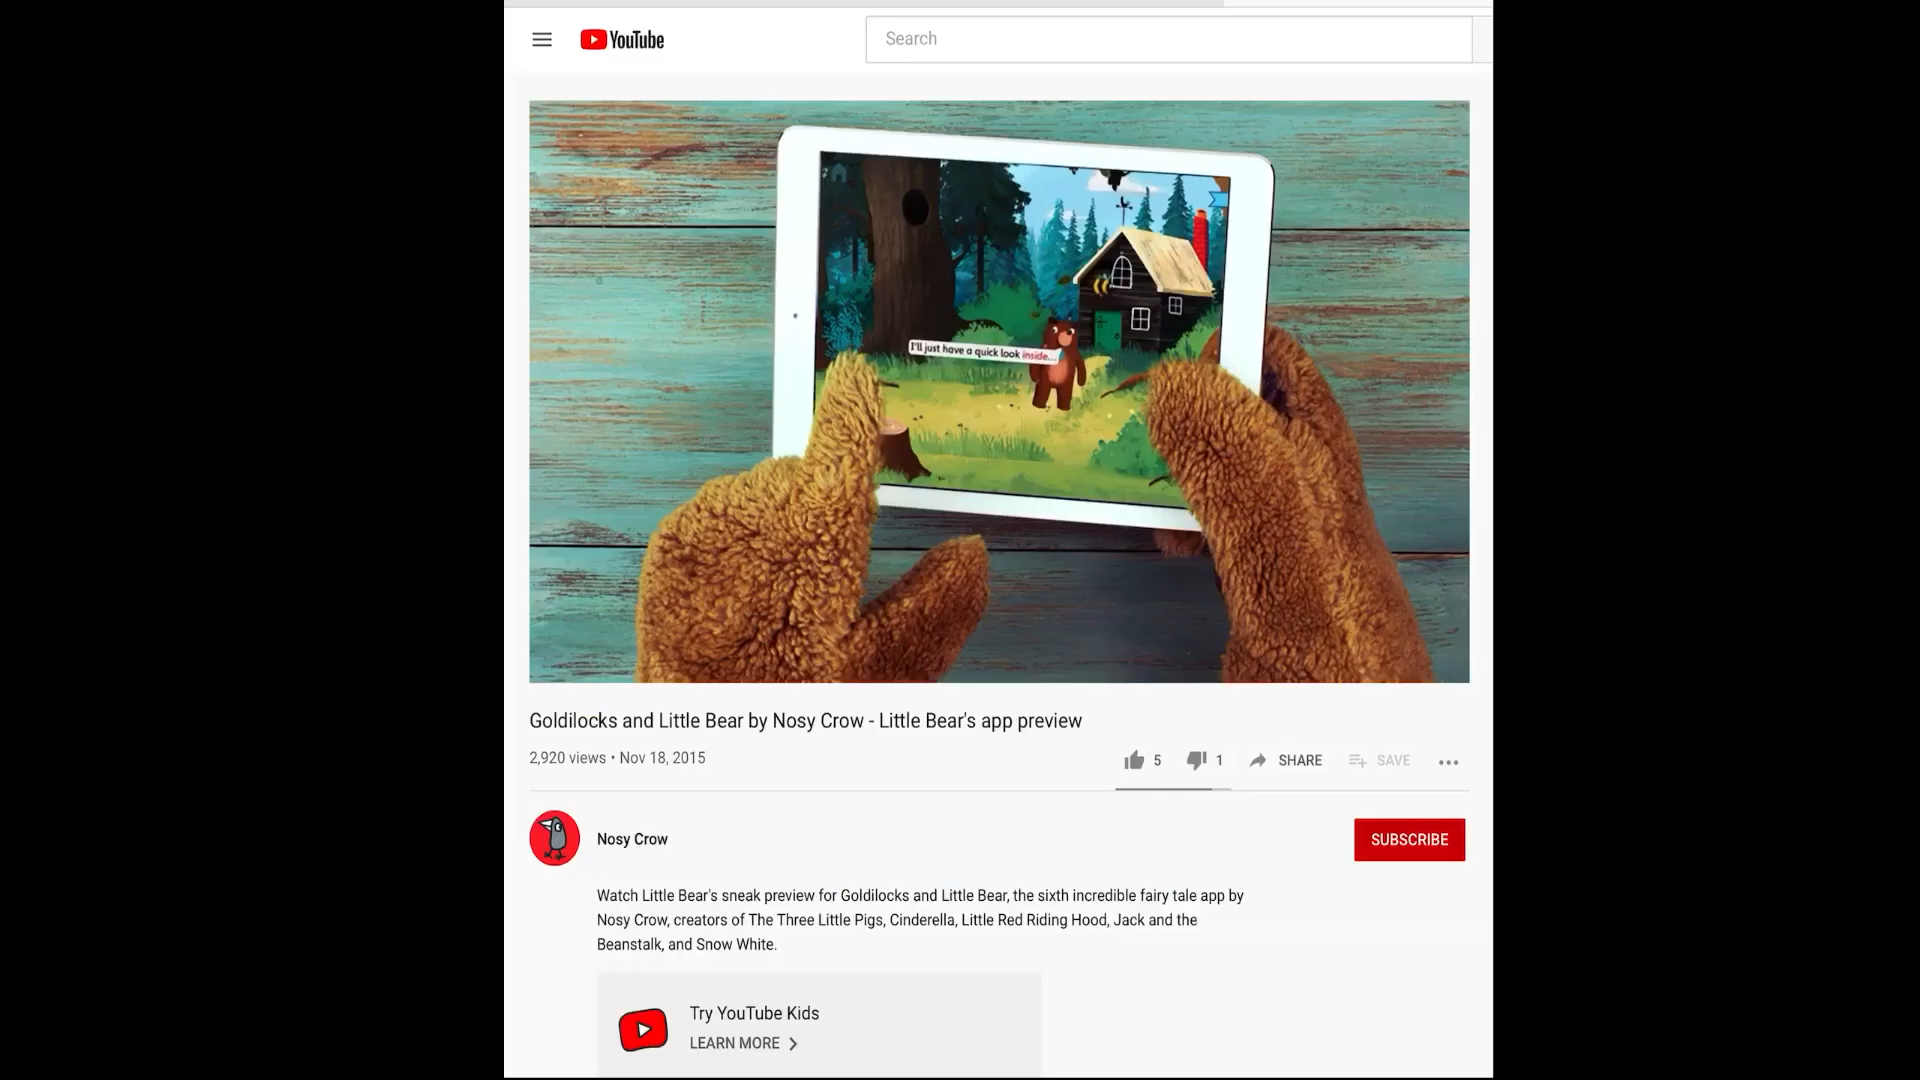 YouTube
Search
I'll just have a quick look inside...
Goldilocks and Little Bear by Nosy Crow - Little Bear's app preview
2,920 views • Nov 18, 2015
5 1 SHARE SAVE
Nosy Crow
SUBSCRIBE
Watch Little Bear's sneak preview for Goldilocks and Little Bear, the sixth incredible fairy tale app by
Nosy Crow, creators of The Three Little Pigs, Cinderella, Little Red Riding Hood, Jack and the
Beanstalk, and Snow White.
Try YouTube Kids
LEARN MORE